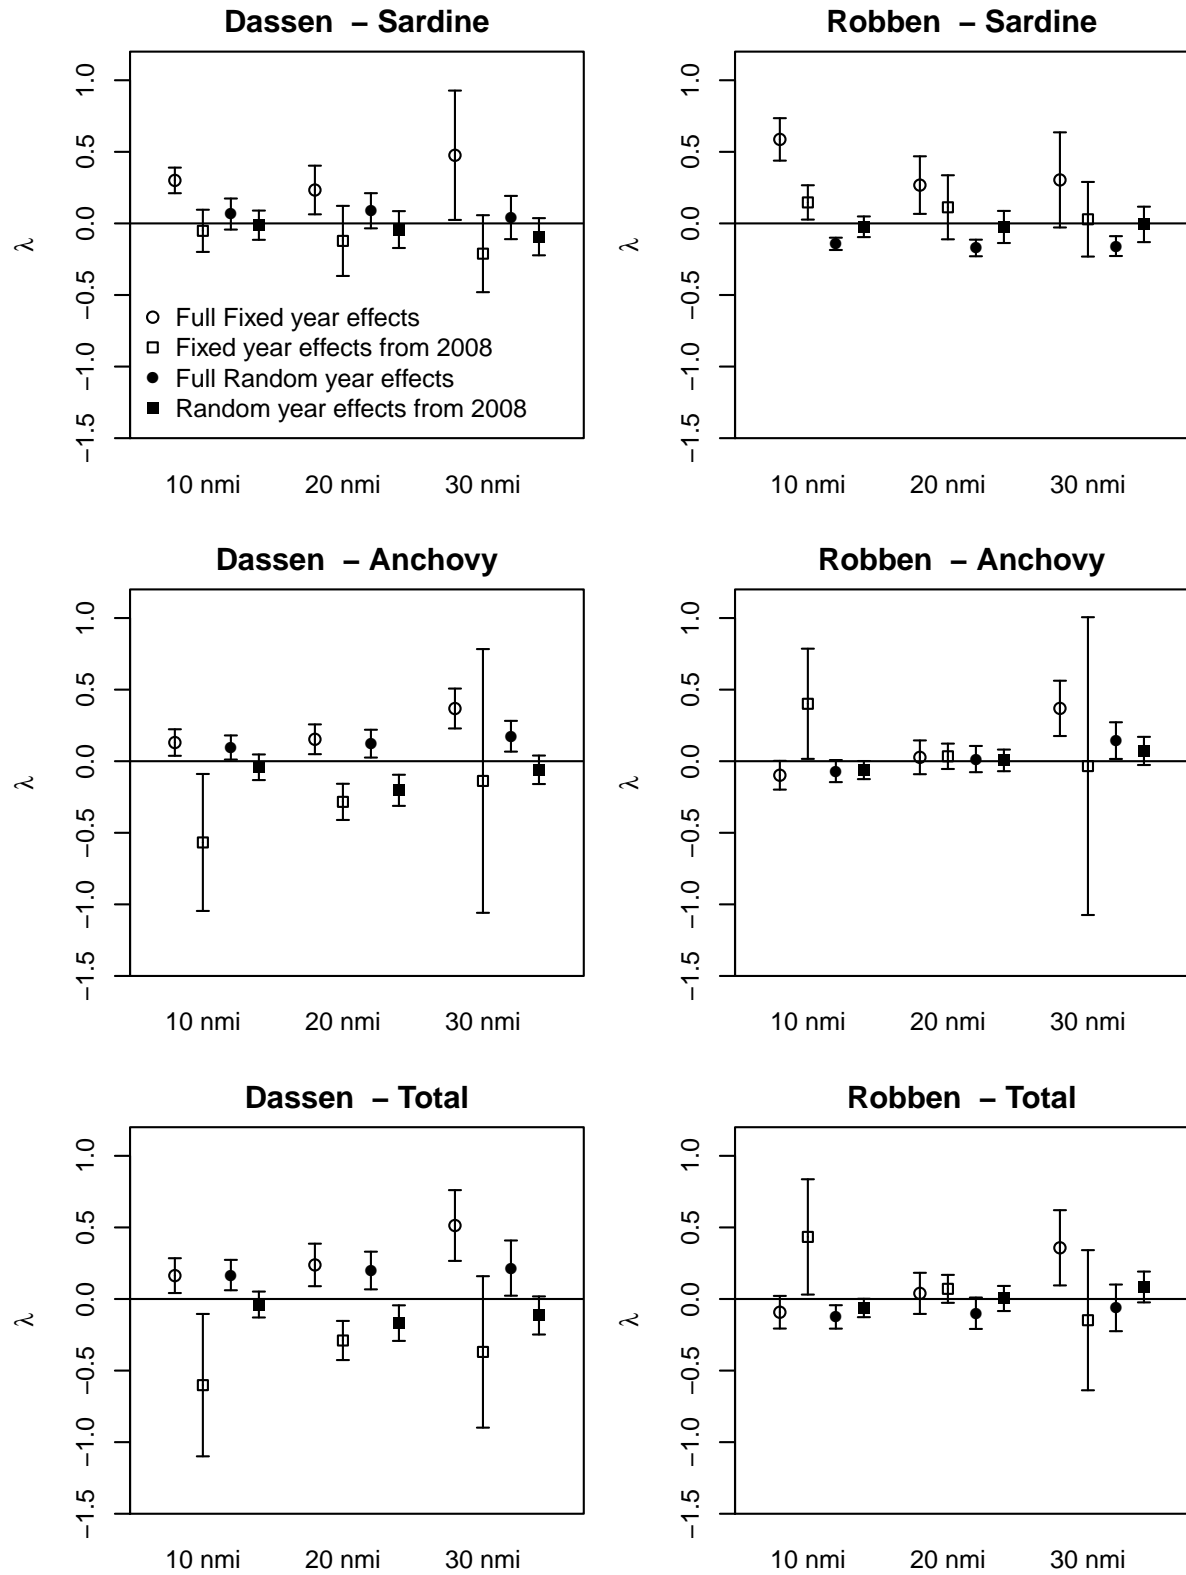 Dassen – Sardine
Robben – Sardine
1.0
0.5
0.0
−0.5
−1.0
−1.5
λ
Full Fixed year effects
Fixed year effects from 2008
Full Random year effects
Random year effects from 2008
10 nmi 20 nmi 30 nmi
1.0
0.5
0.0
−0.5
−1.0
−1.5
λ
10 nmi 20 nmi 30 nmi
Dassen – Anchovy
Robben – Anchovy
1.0
0.5
0.0
−0.5
−1.0
−1.5
λ
10 nmi 20 nmi 30 nmi
1.0
0.5
0.0
−0.5
−1.0
−1.5
λ
10 nmi 20 nmi 30 nmi
Dassen – Total
Robben – Total
1.0
0.5
0.0
−0.5
−1.0
−1.5
λ
10 nmi 20 nmi 30 nmi
1.0
0.5
0.0
−0.5
−1.0
−1.5
λ
10 nmi 20 nmi 30 nmi